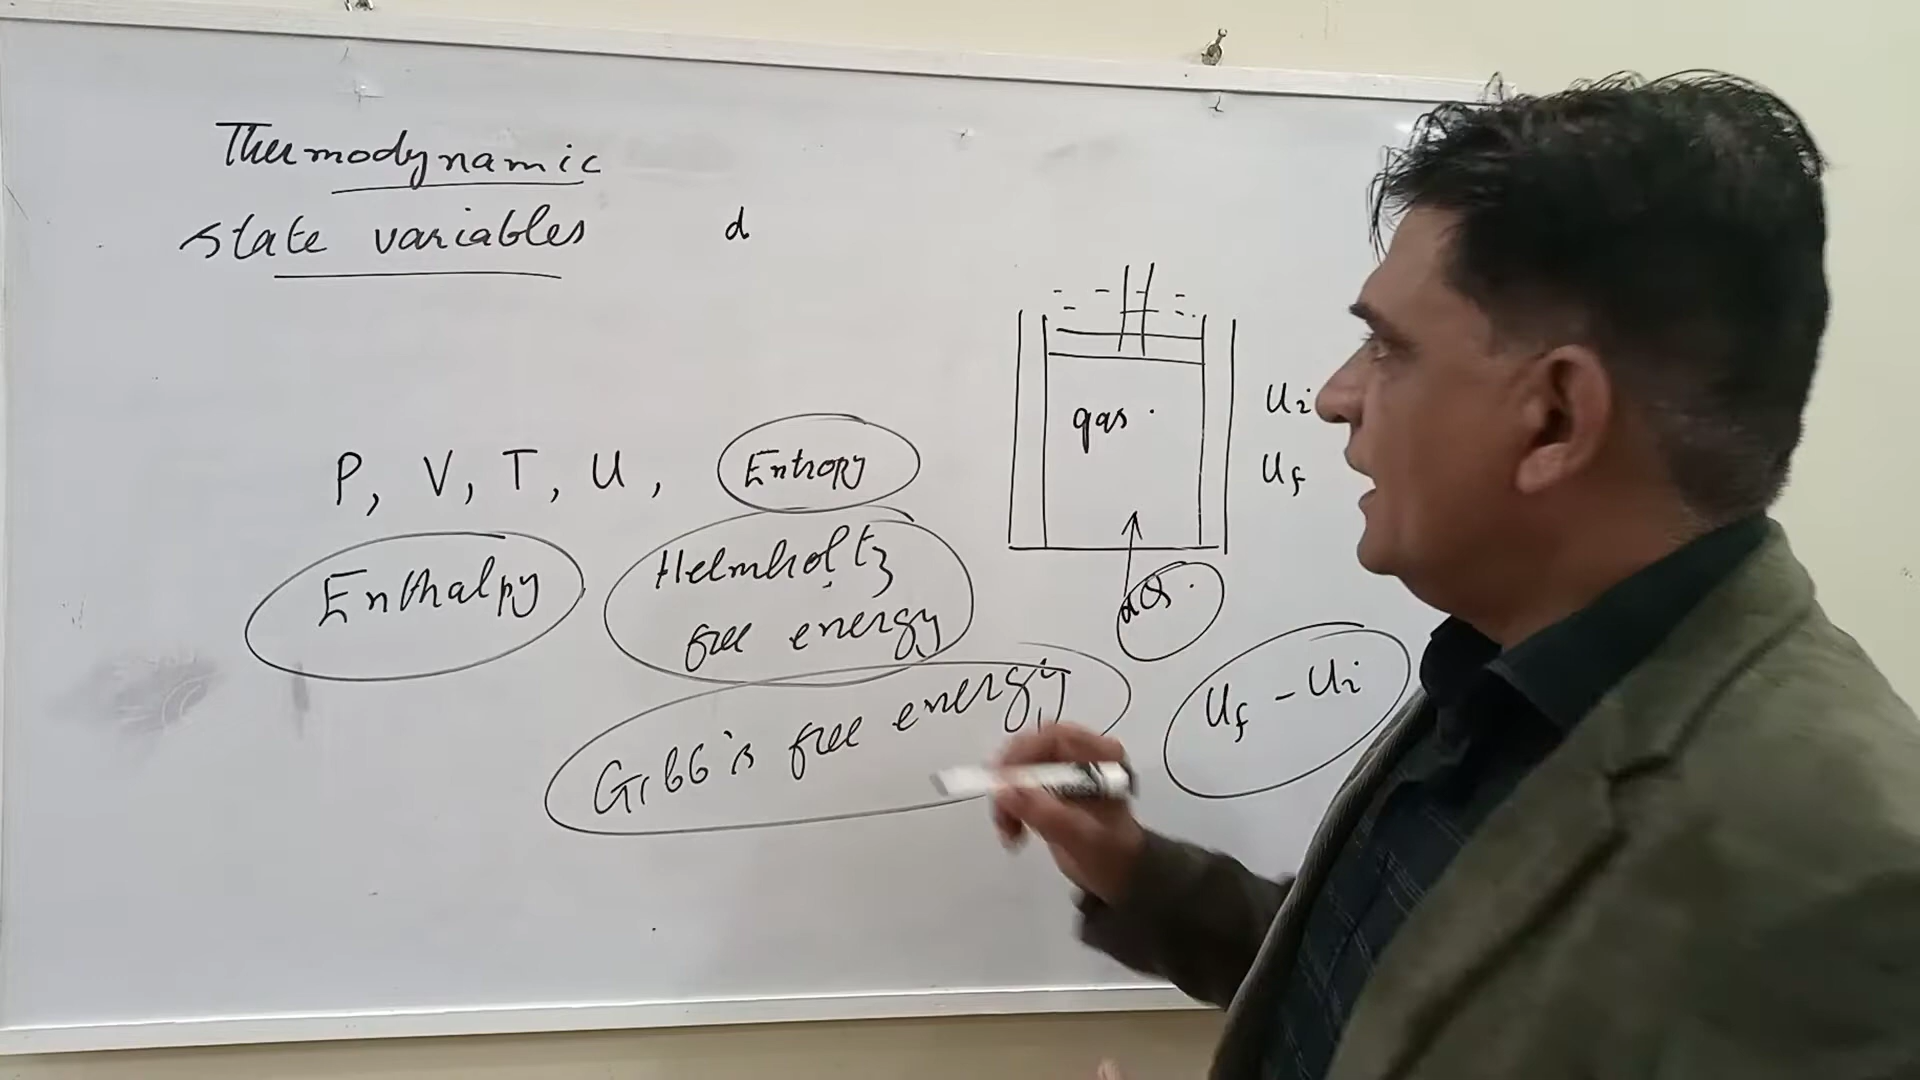 Thermodynamic
state variables
d
P, V, T, U, Entropy
Enthalpy
Helmholtz
free energy
Gibb's free energy
gas.
Ui
Uf
dQ.
Uf - Ui